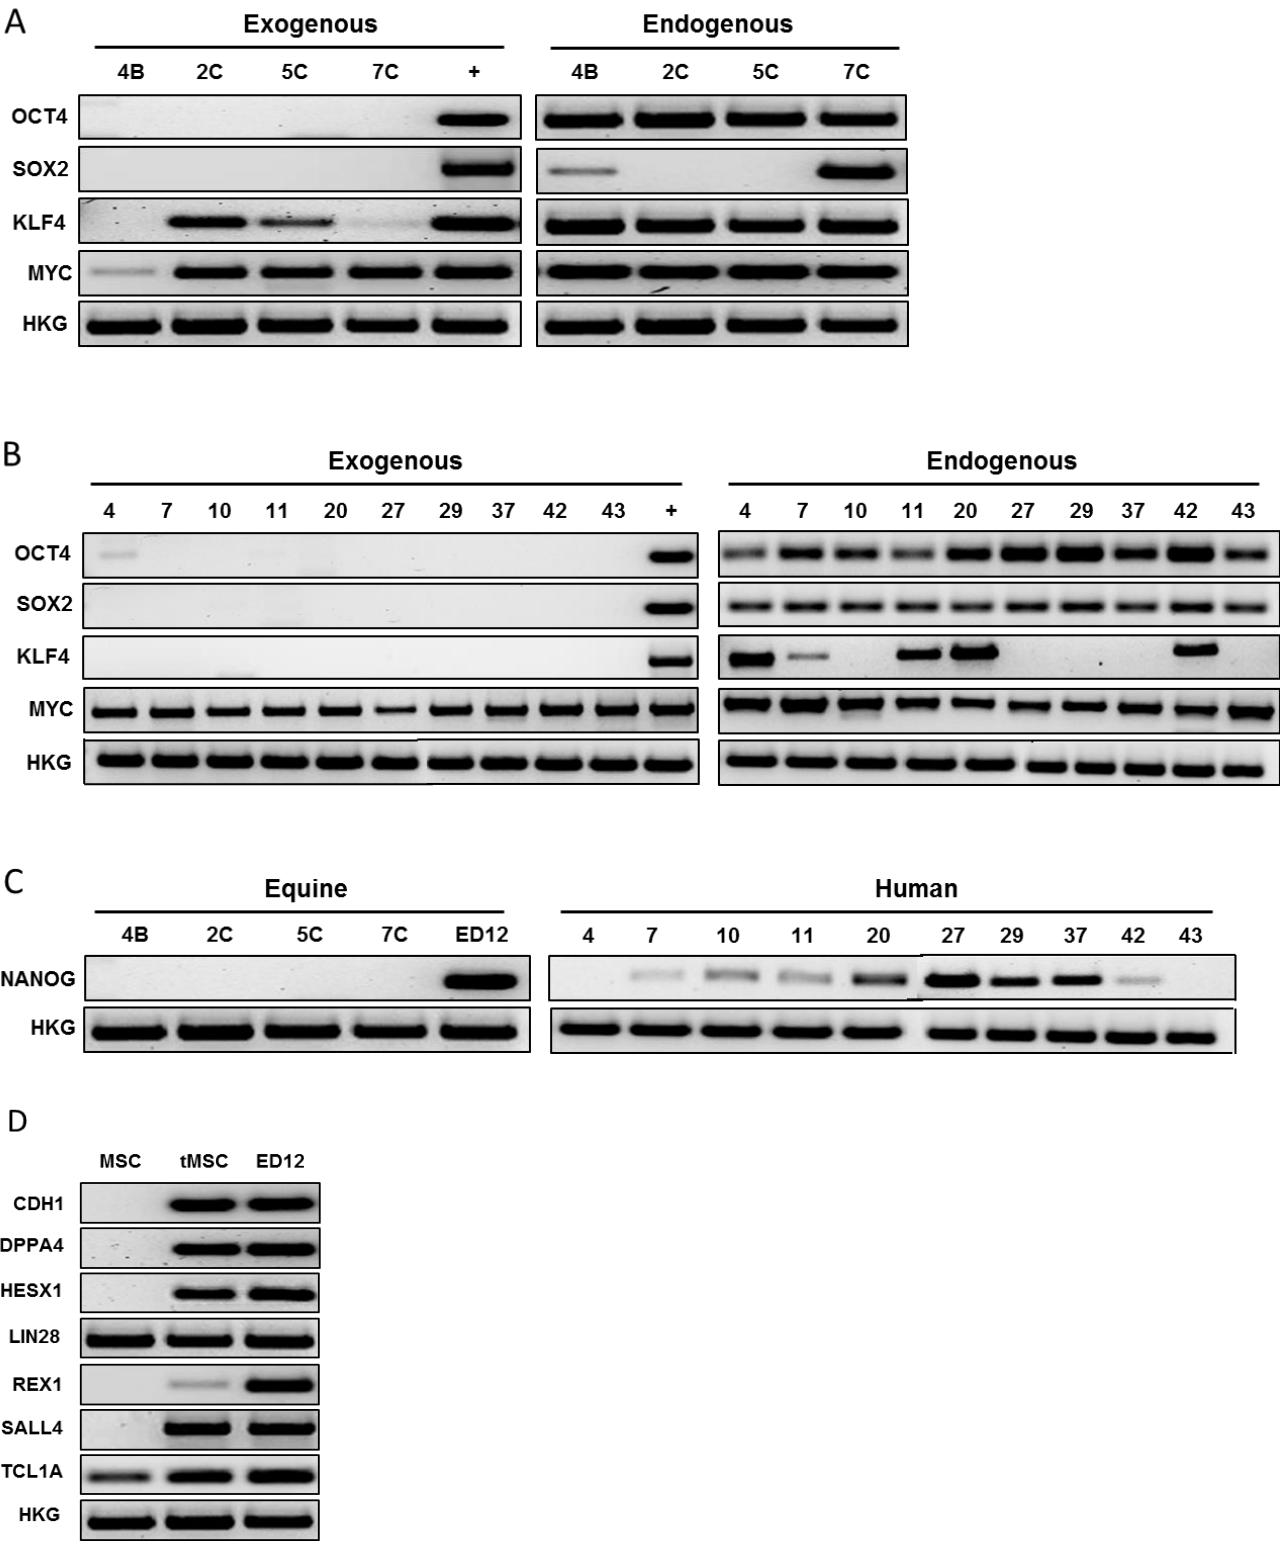 A
Exogenous Endogenous
4B 2C 5C 7C + 4B 2C 5C 7C
OCT4
SOX2
KLF4
MYC
HKG
B
Exogenous Endogenous
4 7 10 11 20 27 29 37 42 43 + 4 7 10 11 20 27 29 37 42 43
OCT4
SOX2
KLF4
MYC
HKG
C
Equine Human
4B 2C 5C 7C ED12 4 7 10 11 20 27 29 37 42 43
NANOG
HKG
D
MSC tMSC ED12
CDH1
DPPA4
HESX1
LIN28
REX1
SALL4
TCL1A
HKG